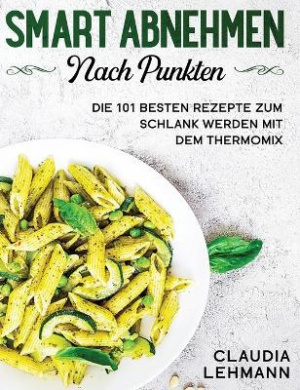 SMART ABNEHMEN
Nach Punkten
DIE 101 BESTEN REZEPTE ZUM
SCHLANK WERDEN MIT
DEM THERMOMIX
CLAUDIA
LEHMANN